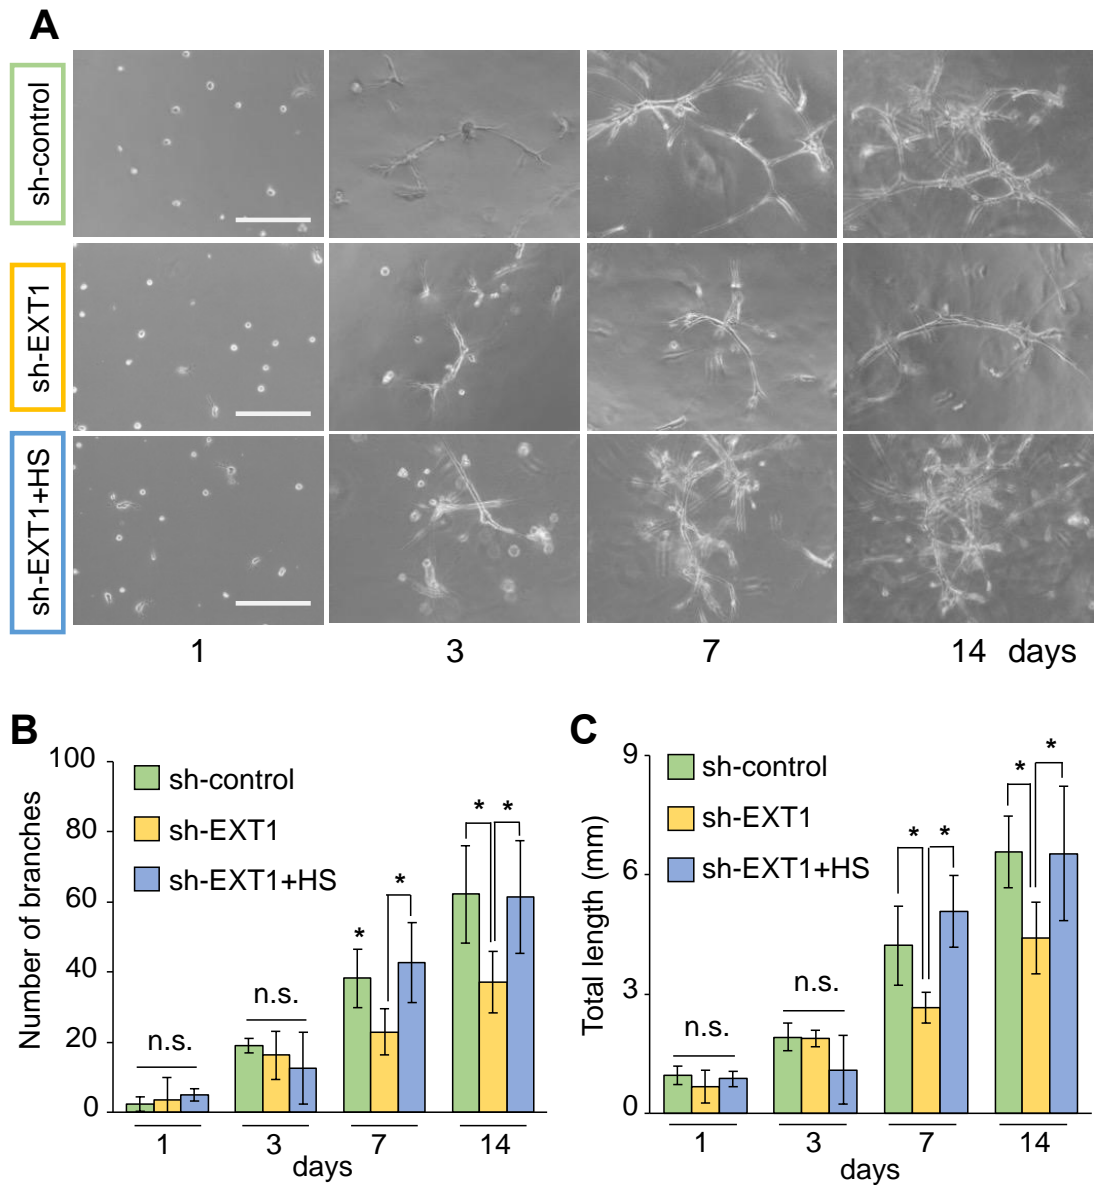 A
sh-control
sh-EXT1
sh-EXT1+HS
1 3 7 14 days
B
Number of branches
100
80
60
40
20
0
sh-control
sh-EXT1
sh-EXT1+HS
n.s.
n.s.
*
*
* *
1 3 7 14
days
C
Total length (mm)
9
6
3
0
sh-control
sh-EXT1
sh-EXT1+HS
n.s.
n.s.
* *
* *
1 3 7 14
days